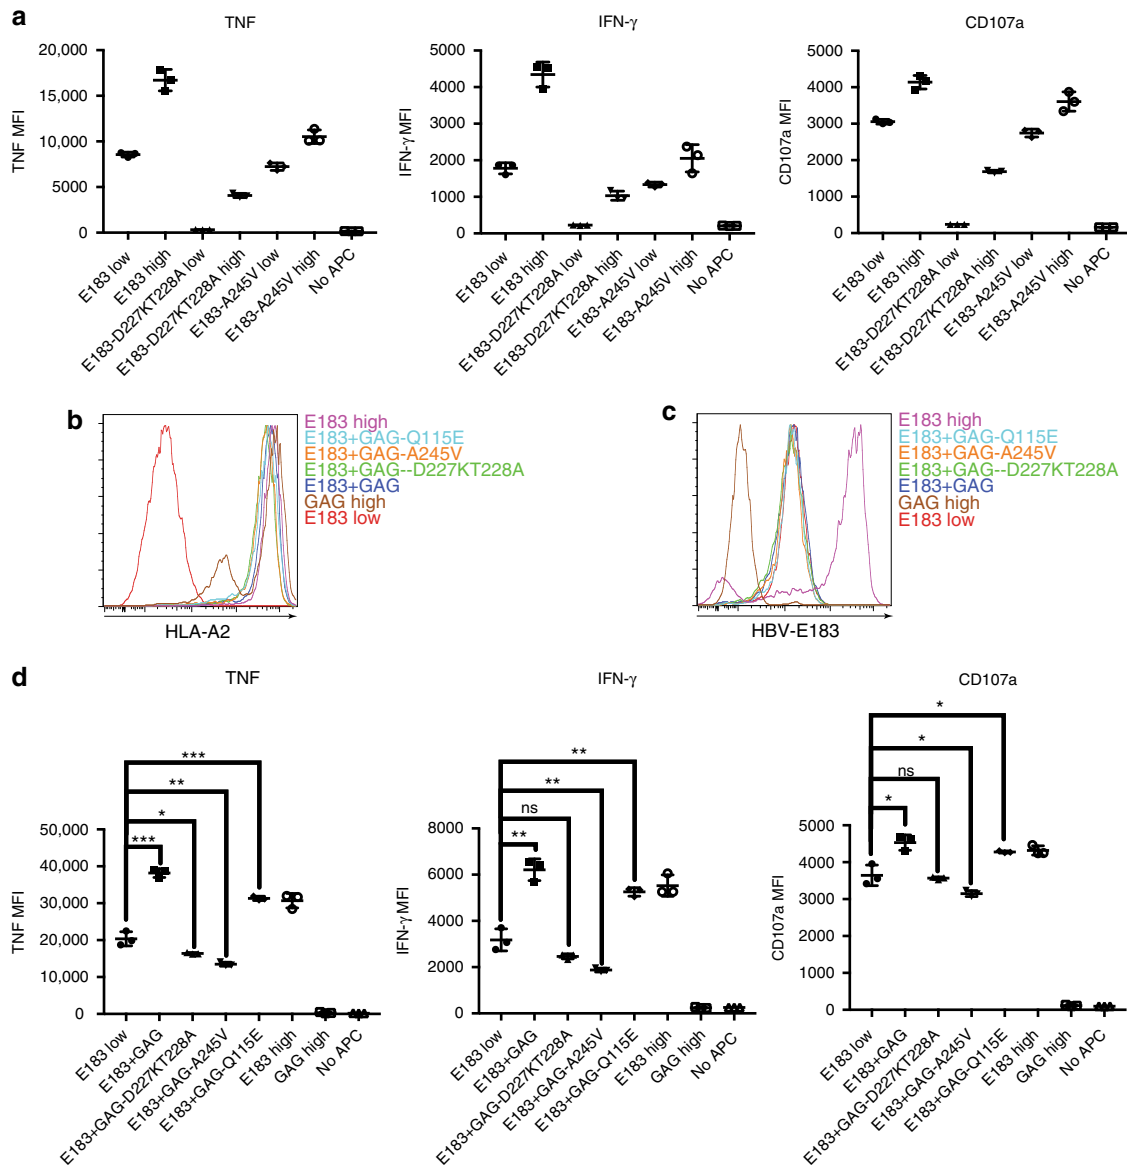 a
TNF
IFN-γ
CD107a
TNF MFI
20,000
15,000
10,000
5000
0
E183 low
E183 high
E183-D227KT228A low
E183-D227KT228A high
E183-A245V low
E183-A245V high
No APC
IFN-γ MFI
5000
4000
3000
2000
1000
0
E183 low
E183 high
E183-D227KT228A low
E183-D227KT228A high
E183-A245V low
E183-A245V high
No APC
CD107a MFI
5000
4000
3000
2000
1000
0
E183 low
E183 high
E183-D227KT228A low
E183-D227KT228A high
E183-A245V low
E183-A245V high
No APC
b
E183 high
E183+GAG-Q115E
E183+GAG-A245V
E183+GAG--D227KT228A
E183+GAG
GAG high
E183 low
HLA-A2
c
E183 high
E183+GAG-Q115E
E183+GAG-A245V
E183+GAG--D227KT228A
E183+GAG
GAG high
E183 low
HBV-E183
d
TNF
IFN-γ
CD107a
***
**
*
***
TNF MFI
50,000
40,000
30,000
20,000
10,000
0
E183 low
E183+GAG
E183+GAG-D227KT228A
E183+GAG-A245V
E183+GAG-Q115E
E183 high
GAG high
No APC
**
**
ns
**
IFN-γ MFI
8000
6000
4000
2000
0
E183 low
E183+GAG
E183+GAG-D227KT228A
E183+GAG-A245V
E183+GAG-Q115E
E183 high
GAG high
No APC
*
*
ns
*
CD107a MFI
5000
4000
3000
2000
1000
0
E183 low
E183+GAG
E183+GAG-D227KT228A
E183+GAG-A245V
E183+GAG-Q115E
E183 high
GAG high
No APC